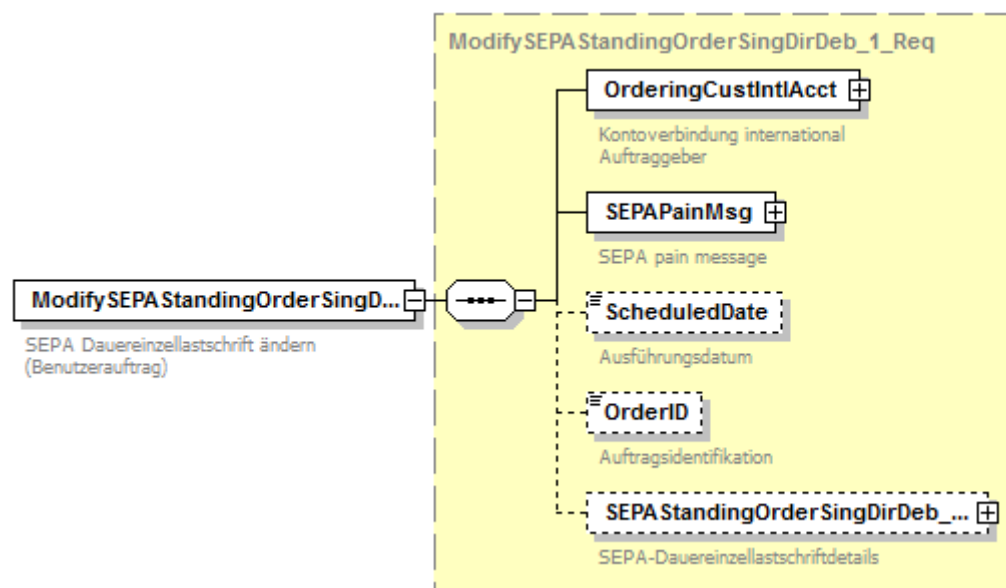 ModifySEPAStandingOrderSingDirDeb_1_Req
OrderingCustIntlAcct
Kontoverbindung international
Auftraggeber
SEPAPainMsg
SEPA pain message
ModifySEPAStandingOrderSingD...
SEPA Dauereinzellastschrift ändern
(Benutzerauftrag)
ScheduledDate
Ausführungsdatum
OrderID
Auftragsidentifikation
SEPAStandingOrderSingDirDeb_...
SEPA-Dauereinzellastschriftdetails